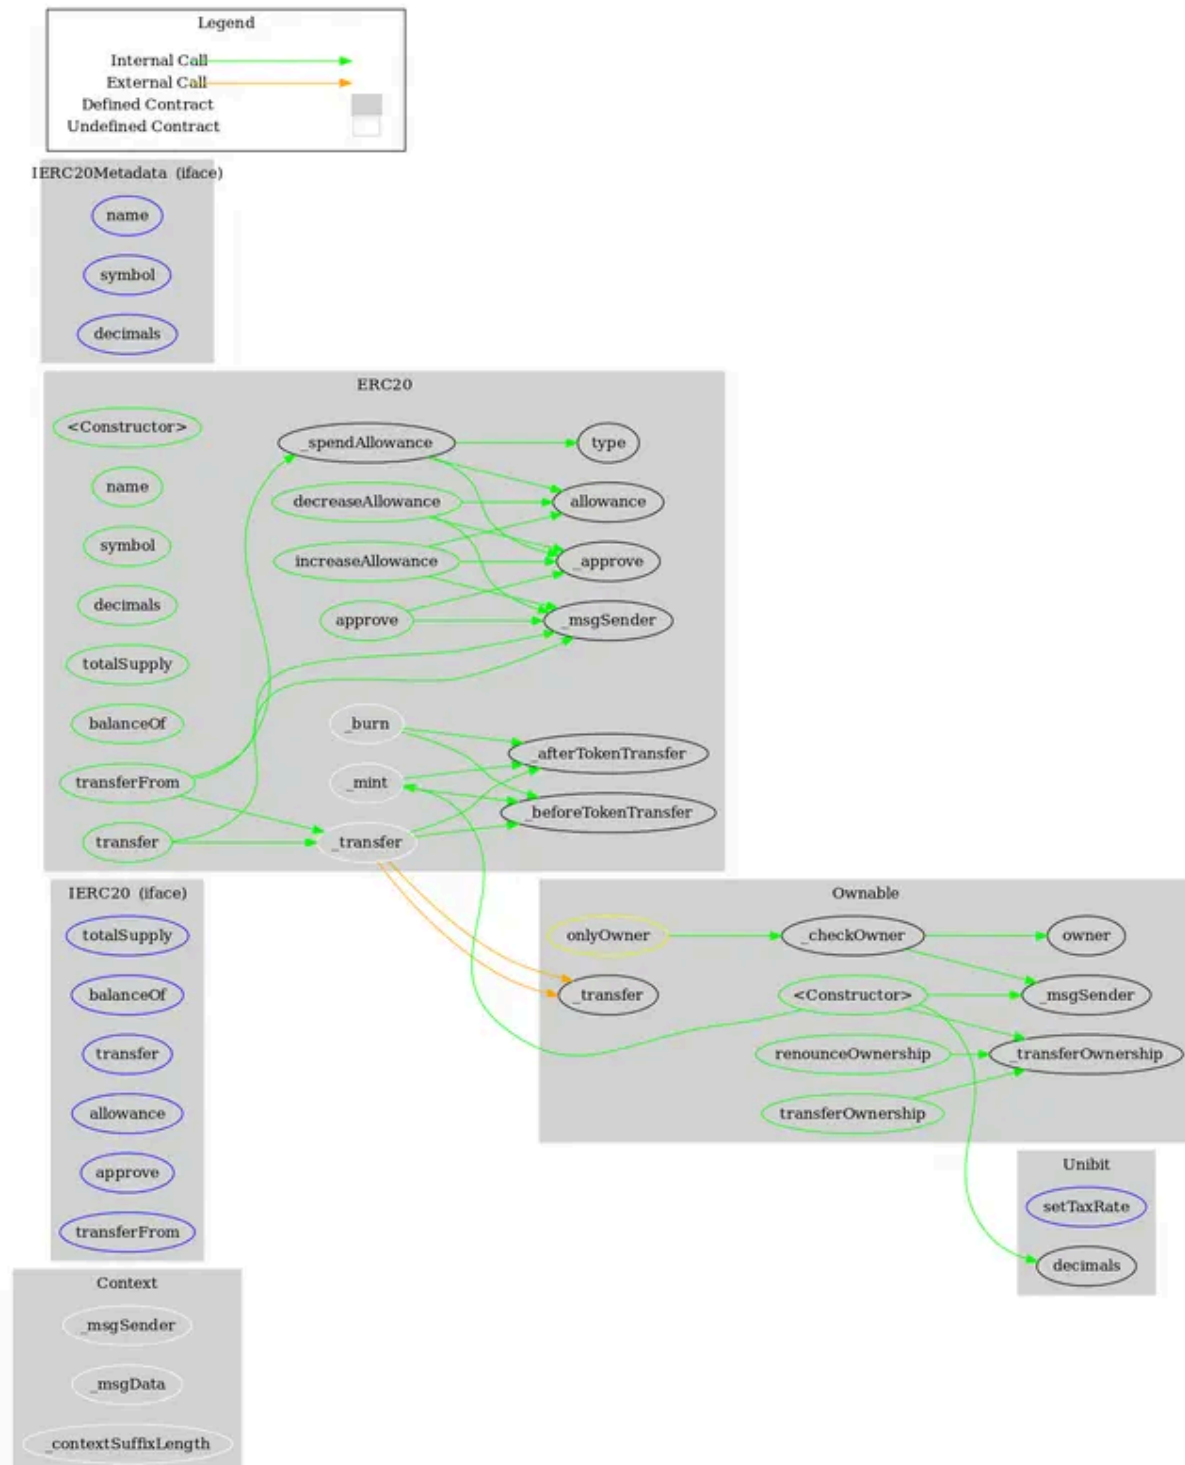 Legend
Internal Call
External Call
Defined Contract
Undefined Contract
IERC20Metadata (iface)
name
symbol
decimals
ERC20
<Constructor>
name
symbol
decimals
totalSupply
balanceOf
transferFrom
transfer
_spendAllowance
decreaseAllowance
increaseAllowance
approve
_burn
_mint
_transfer
type
allowance
_approve
_msgSender
_afterTokenTransfer
_beforeTokenTransfer
IERC20 (iface)
totalSupply
balanceOf
transfer
allowance
approve
transferFrom
Ownable
onlyOwner
_transfer
_checkOwner
<Constructor>
renounceOwnership
transferOwnership
owner
_msgSender
_transferOwnership
Unibit
setTaxRate
decimals
Context
_msgSender
_msgData
_contextSuffixLength